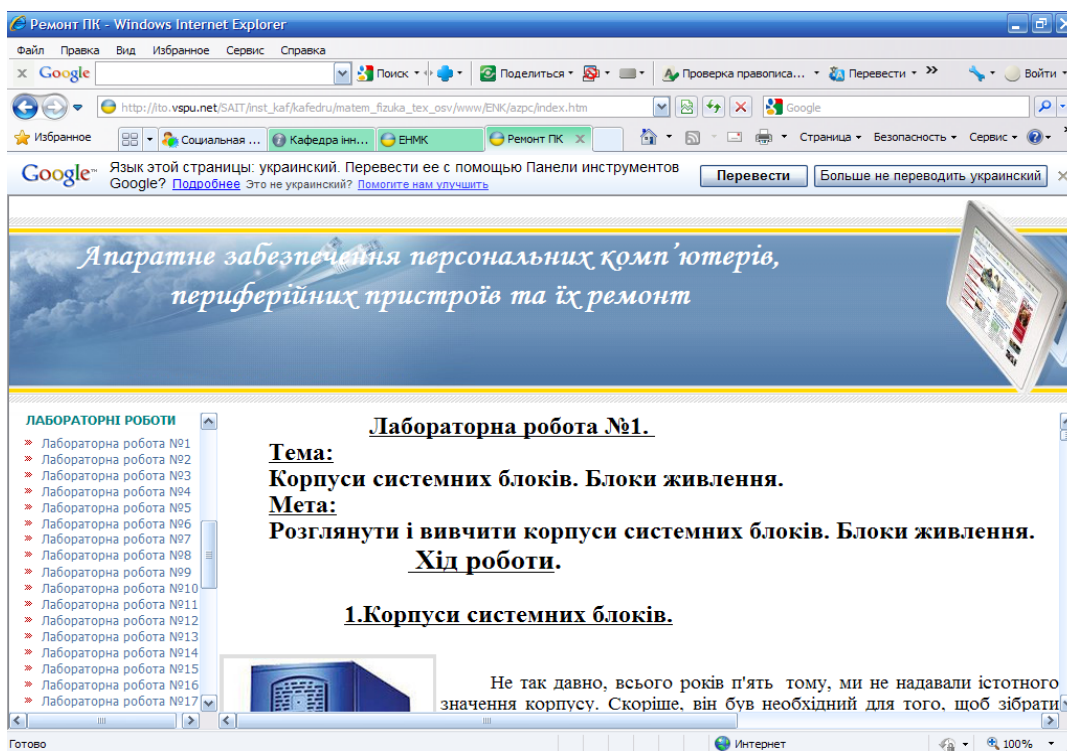 Ремонт ПК - Windows Internet Explorer
Файл Правка Вид Избранное Сервис Справка
x Google Поиск Поделиться Проверка правописа... Перевести » Войти
http://ito.vspu.net/SAIT/inst_kaf/kafedru/matem_fizuka_tex_osv/www/ENK/azpc/index.htm Google
Избранное Социальная ... Кафедра інн... ЕНМК Ремонт ПК X Страница Безопасность Сервис
Google™ Язык этой страницы: украинский. Перевести ее с помощью Панели инструментов
Google? Подробнее Это не украинский? Помогите нам улучшить Перевести Больше не переводить украинский
Апаратне забезпечення персональних комп’ютерів,
периферійних пристроїв та їх ремонт
ЛАБОРАТОРНІ РОБОТИ
» Лабораторна робота №1
» Лабораторна робота №2
» Лабораторна робота №3
» Лабораторна робота №4
» Лабораторна робота №5
» Лабораторна робота №6
» Лабораторна робота №7
» Лабораторна робота №8
» Лабораторна робота №9
» Лабораторна робота №10
» Лабораторна робота №11
» Лабораторна робота №12
» Лабораторна робота №13
» Лабораторна робота №14
» Лабораторна робота №15
» Лабораторна робота №16
» Лабораторна робота №17
Лабораторна робота №1.
Тема:
Корпуси системних блоків. Блоки живлення.
Мета:
Розглянути і вивчити корпуси системних блоків. Блоки живлення.
Хід роботи.
1.Корпуси системних блоків.
Не так давно, всього років п'ять тому, ми не надавали істотного
значення корпусу. Скоріше, він був необхідний для того, щоб зібрати
Готово Интернет 100%